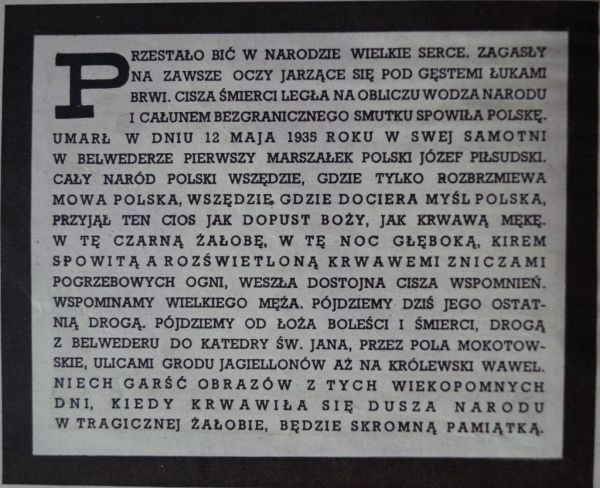 PRZESTAŁO BIĆ W NARODZIE WIELKIE SERCE. ZAGASŁY
NA ZAWSZE OCZY JARZĄCE SIĘ POD GĘSTEMI ŁUKAMI
BRWI. CISZA ŚMIERCI LEGŁA NA OBLICZU WODZA NARODU
I CAŁUNEM BEZGRANICZNEGO SMUTKU SPOWIŁA POLSKĘ.
UMARŁ W DNIU 12 MAJA 1935 ROKU W SWEJ SAMOTNI
W BELWEDERZE PIERWSZY MARSZAŁEK POLSKI JÓZEF PIŁSUDSKI.
CAŁY NARÓD POLSKI WSZĘDZIE, GDZIE TYLKO ROZBRZMIEWA
MOWA POLSKA, WSZĘDZIE, GDZIE DOCIERA MYŚL POLSKA,
PRZYJĄŁ TEN CIOS JAK DOPUST BOŻY, JAK KRWAWĄ MĘKĘ.
W TĘ CZARNĄ ŻAŁOBĘ, W TĘ NOC GŁĘBOKĄ, KIREM
SPOWITĄ A ROZŚWIETLONĄ KRWAWEMI ZNICZAMI
POGRZEBOWYCH OGNI, WESZŁA DOSTOJNA CISZA WSPOMNIEŃ.
WSPOMINAMY WIELKIEGO MĘŻA. PÓJDZIEMY DZIŚ JEGO OSTAT-
NIĄ DROGĄ. PÓJDZIEMY OD ŁOŻA BOLEŚCI I ŚMIERCI, DROGĄ
Z BELWEDERU DO KATEDRY ŚW. JANA, PRZEZ POLA MOKOTOW-
SKIE, ULICAMI GRODU JAGIELLONÓW AŻ NA KRÓLEWSKI WAWEL.
NIECH GARŚĆ OBRAZÓW Z TYCH WIEKOPOMNYCH
DNI, KIEDY KRWAWIŁA SIĘ DUSZA NARODU
W TRAGICZNEJ ŻAŁOBIE, BĘDZIE SKROMNĄ PAMIĄTKĄ.